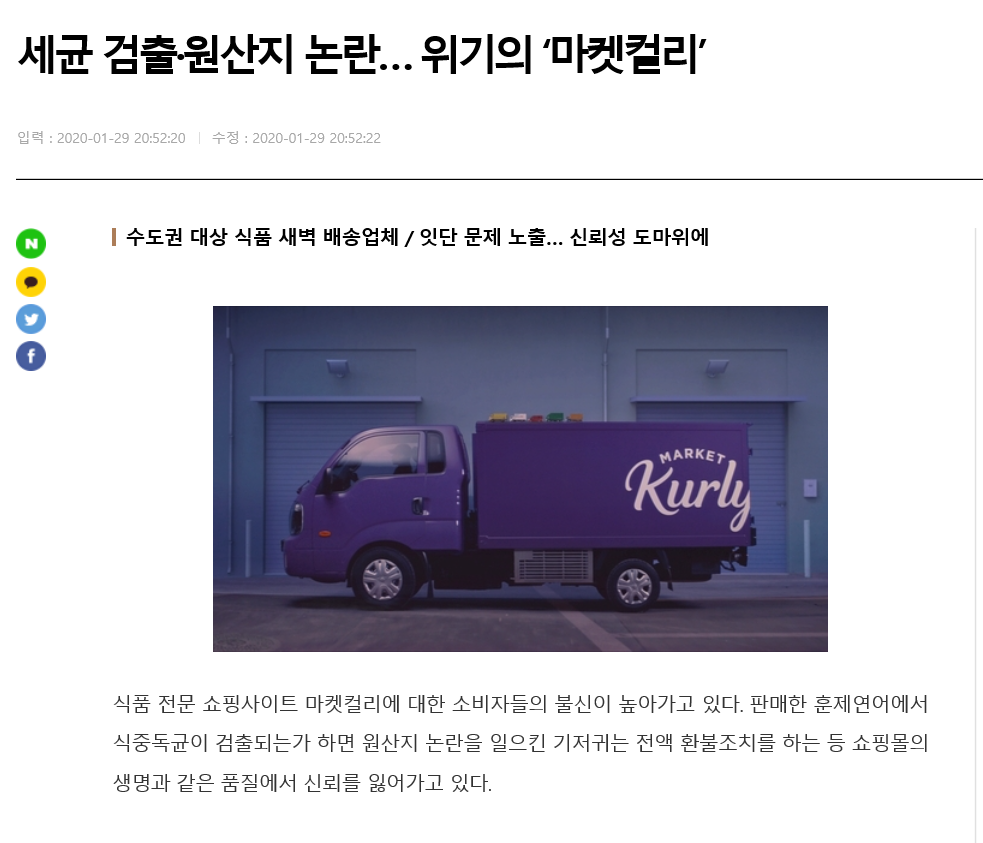 세균 검출·원산지 논란… 위기의 ‘마켓컬리’
입력 : 2020-01-29 20:52:20
수정 : 2020-01-29 20:52:22
수도권 대상 식품 새벽 배송업체 / 잇단 문제 노출… 신뢰성 도마위에
MARKET
Kurly
식품 전문 쇼핑사이트 마켓컬리에 대한 소비자들의 불신이 높아가고 있다. 판매한 훈제연어에서
식중독균이 검출되는가 하면 원산지 논란을 일으킨 기저귀는 전액 환불조치를 하는 등 쇼핑몰의
생명과 같은 품질에서 신뢰를 잃어가고 있다.